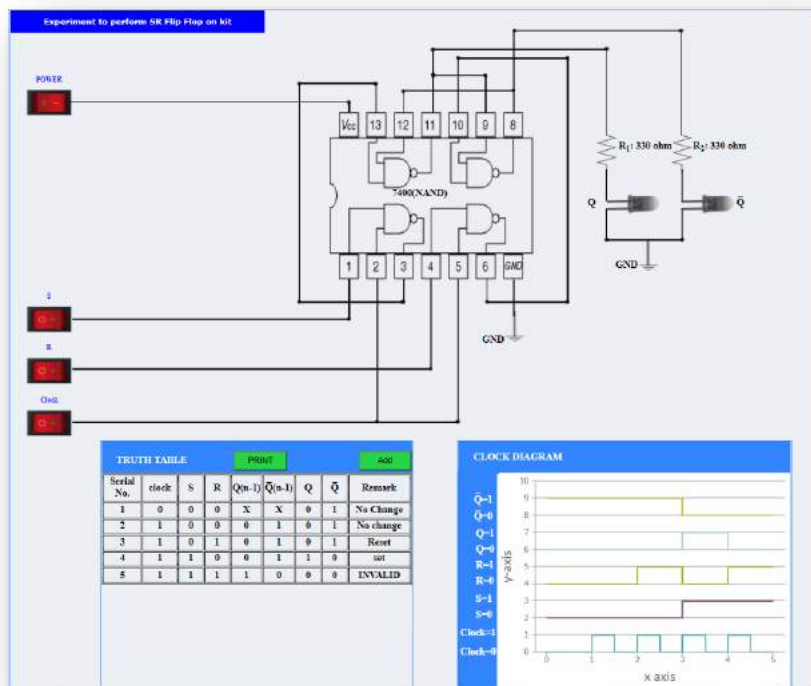 Experiment to perform SR Flip Flop on kit
POWER
Vcc 13 12 11 10 9 8
7400(NAND)
1 2 3 4 5 6 GND
R1: 330 ohm
R2: 330 ohm
Q
Q̄
GND
GND
S
R
Clock
TRUTH TABLE PRINT Add
Serial No. clock S R Q(n-1) Q̄(n-1) Q Q̄ Remark
1 0 0 0 X X 0 1 No Change
2 1 0 0 0 1 0 1 No change
3 1 0 1 0 1 0 1 Reset
4 1 1 0 0 1 1 0 set
5 1 1 1 1 0 0 0 INVALID
CLOCK DIAGRAM
Q̄=1
Q̄=0
Q=1
Q=0
R=1
R=0
S=1
S=0
Clock=1
Clock=0
y-axis
10
9
8
7
6
5
4
3
2
1
0
0 1 2 3 4 5
x axis